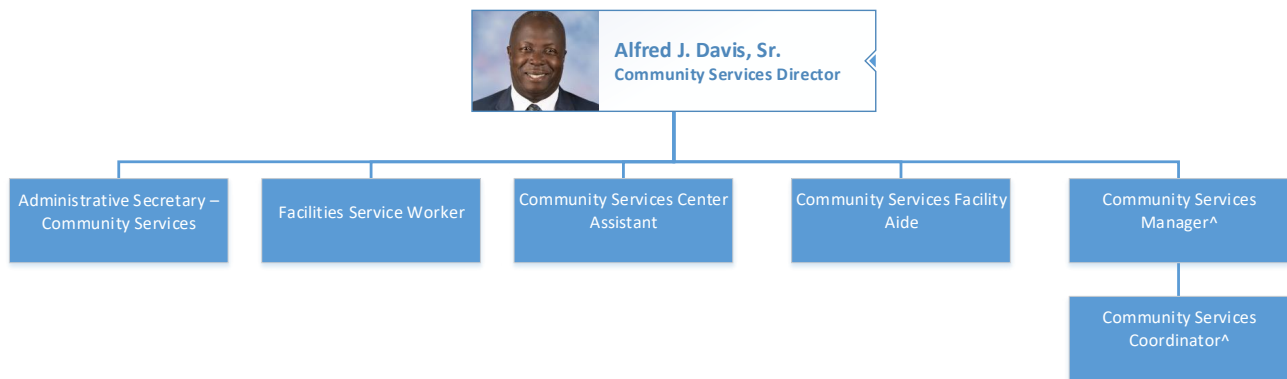 Alfred J. Davis, Sr.
Community Services Director
Administrative Secretary –
Community Services
Facilities Service Worker
Community Services Center
Assistant
Community Services Facility
Aide
Community Services
Manager^
Community Services
Coordinator^